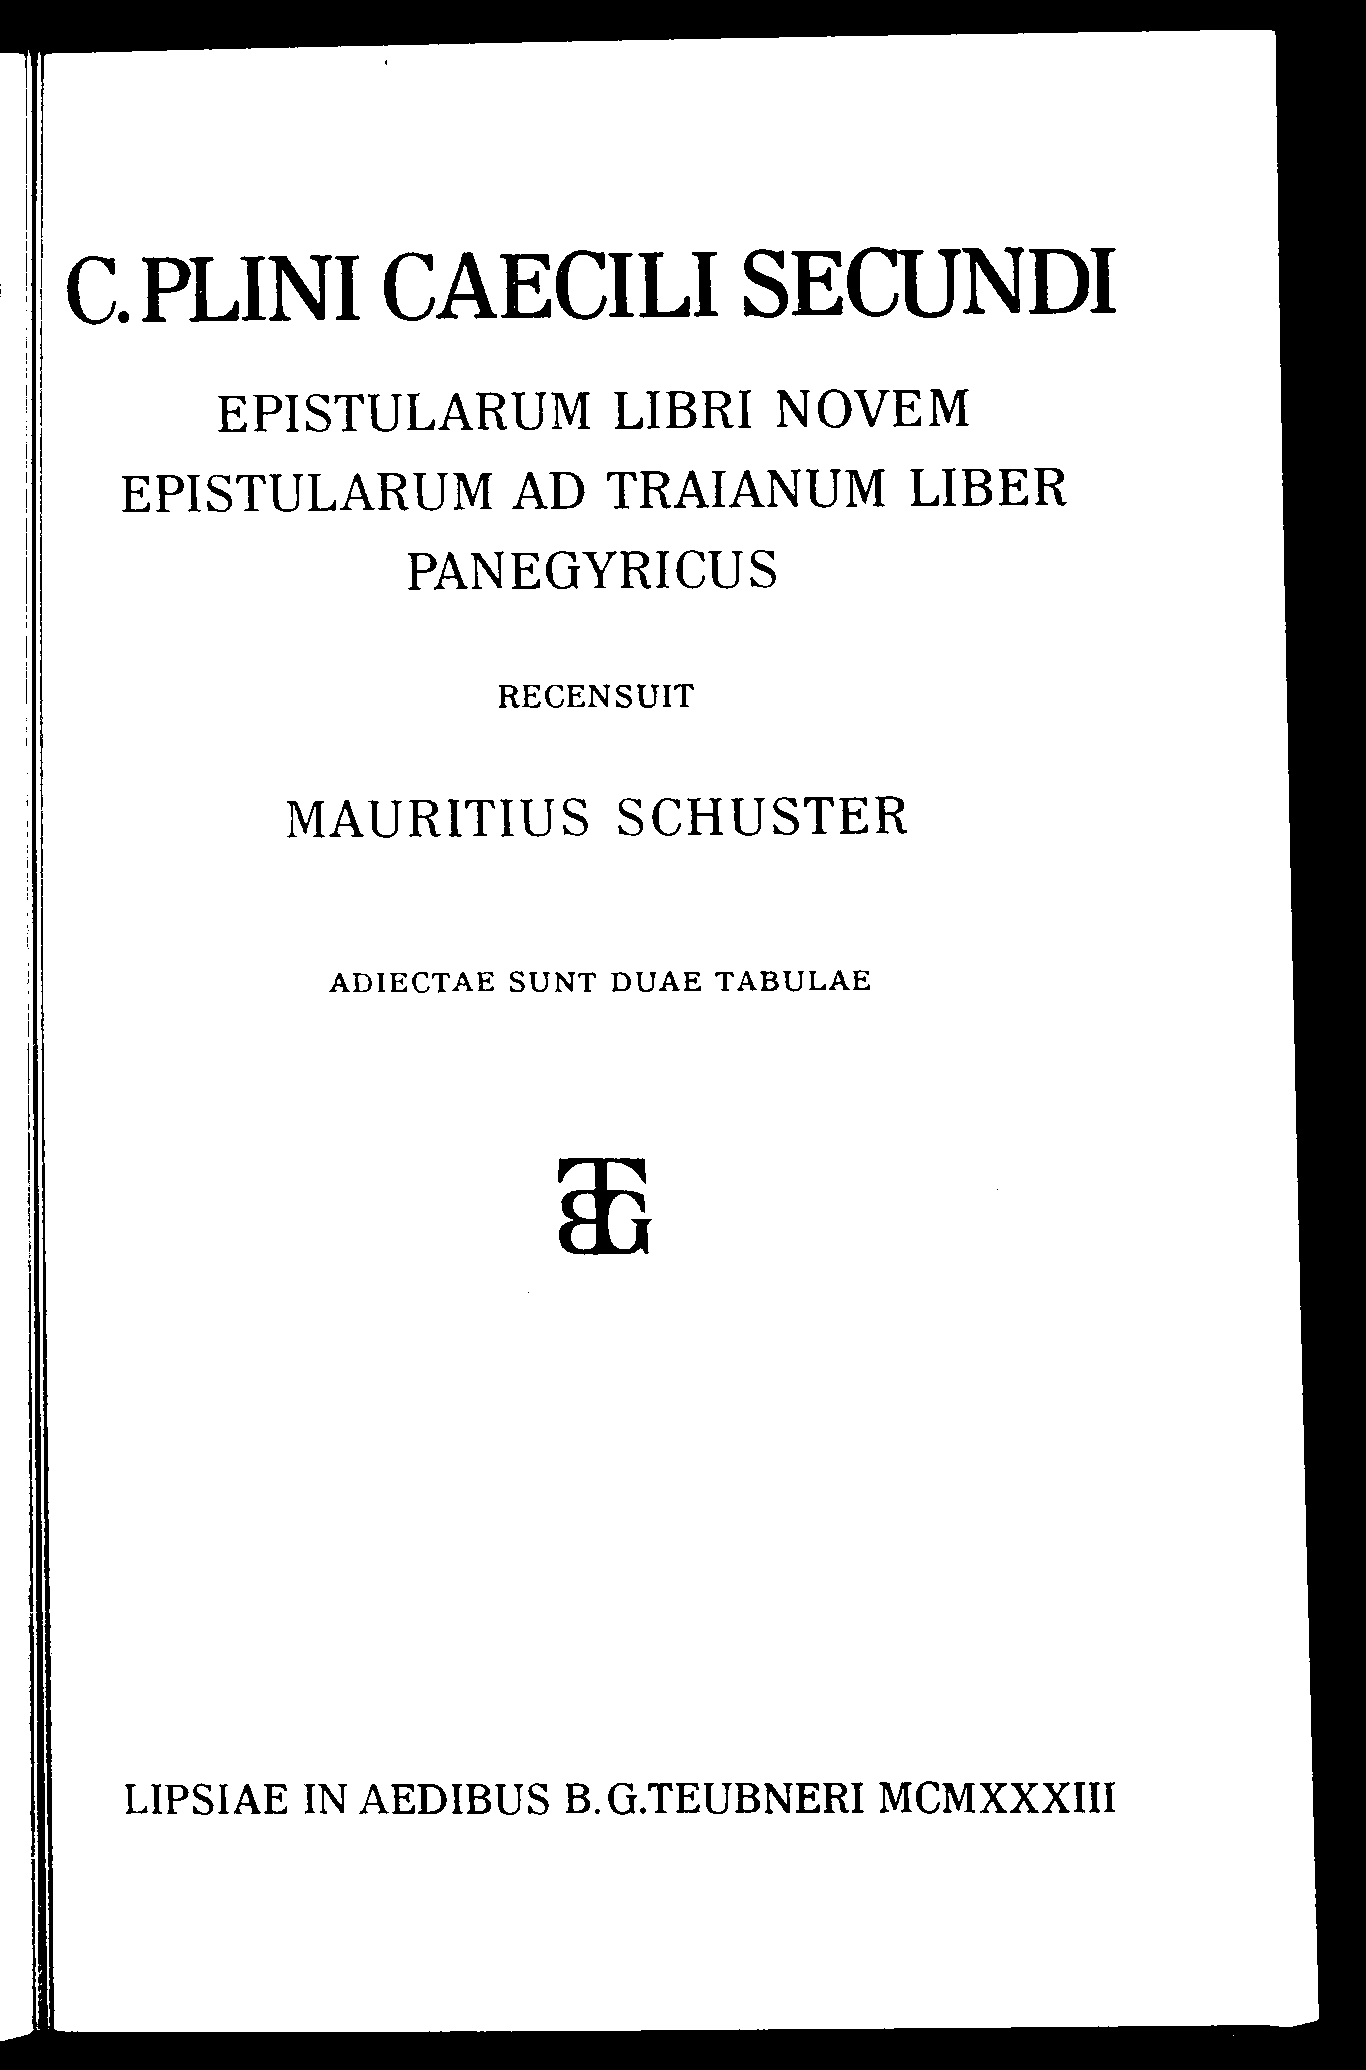 C. PLINI CAECILI SECUNDI
EPISTULARUM LIBRI NOVEM
EPISTULARUM AD TRAIANUM LIBER
PANEGYRICUS
RECENSUIT
MAURITIUS SCHUSTER
ADIECTAE SUNT DUAE TABULAE
BTG
LIPSIAE IN AEDIBUS B.G.TEUBNERI MCMXXXIII